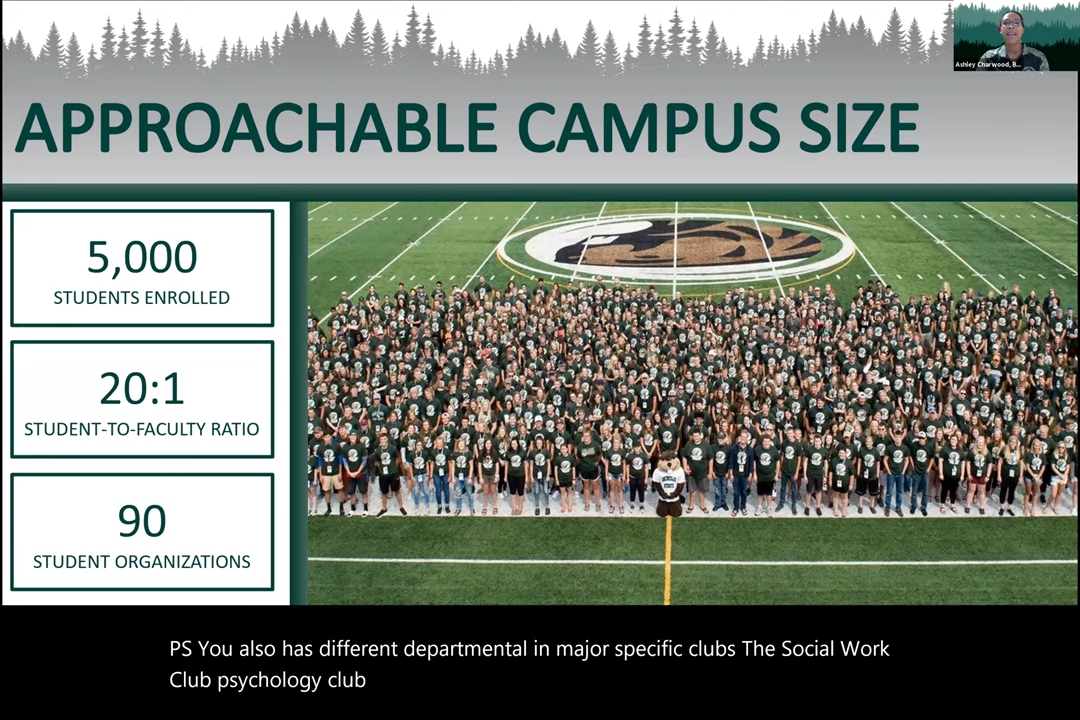 Ashley Charwood, B...
APPROACHABLE CAMPUS SIZE
5,000
STUDENTS ENROLLED
20:1
STUDENT-TO-FACULTY RATIO
90
STUDENT ORGANIZATIONS
PS You also has different departmental in major specific clubs The Social Work
Club psychology club